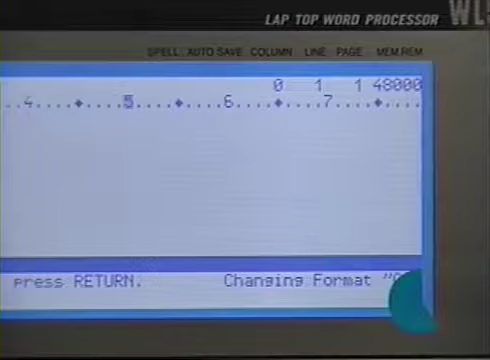 LAP TOP WORD PROCESSOR WL
SPELL AUTO SAVE COLUMN LINE PAGE MEM.REM
0 1 1 48000
..4....◆....5....◆....6....◆....7....◆....
press RETURN. Changing Format